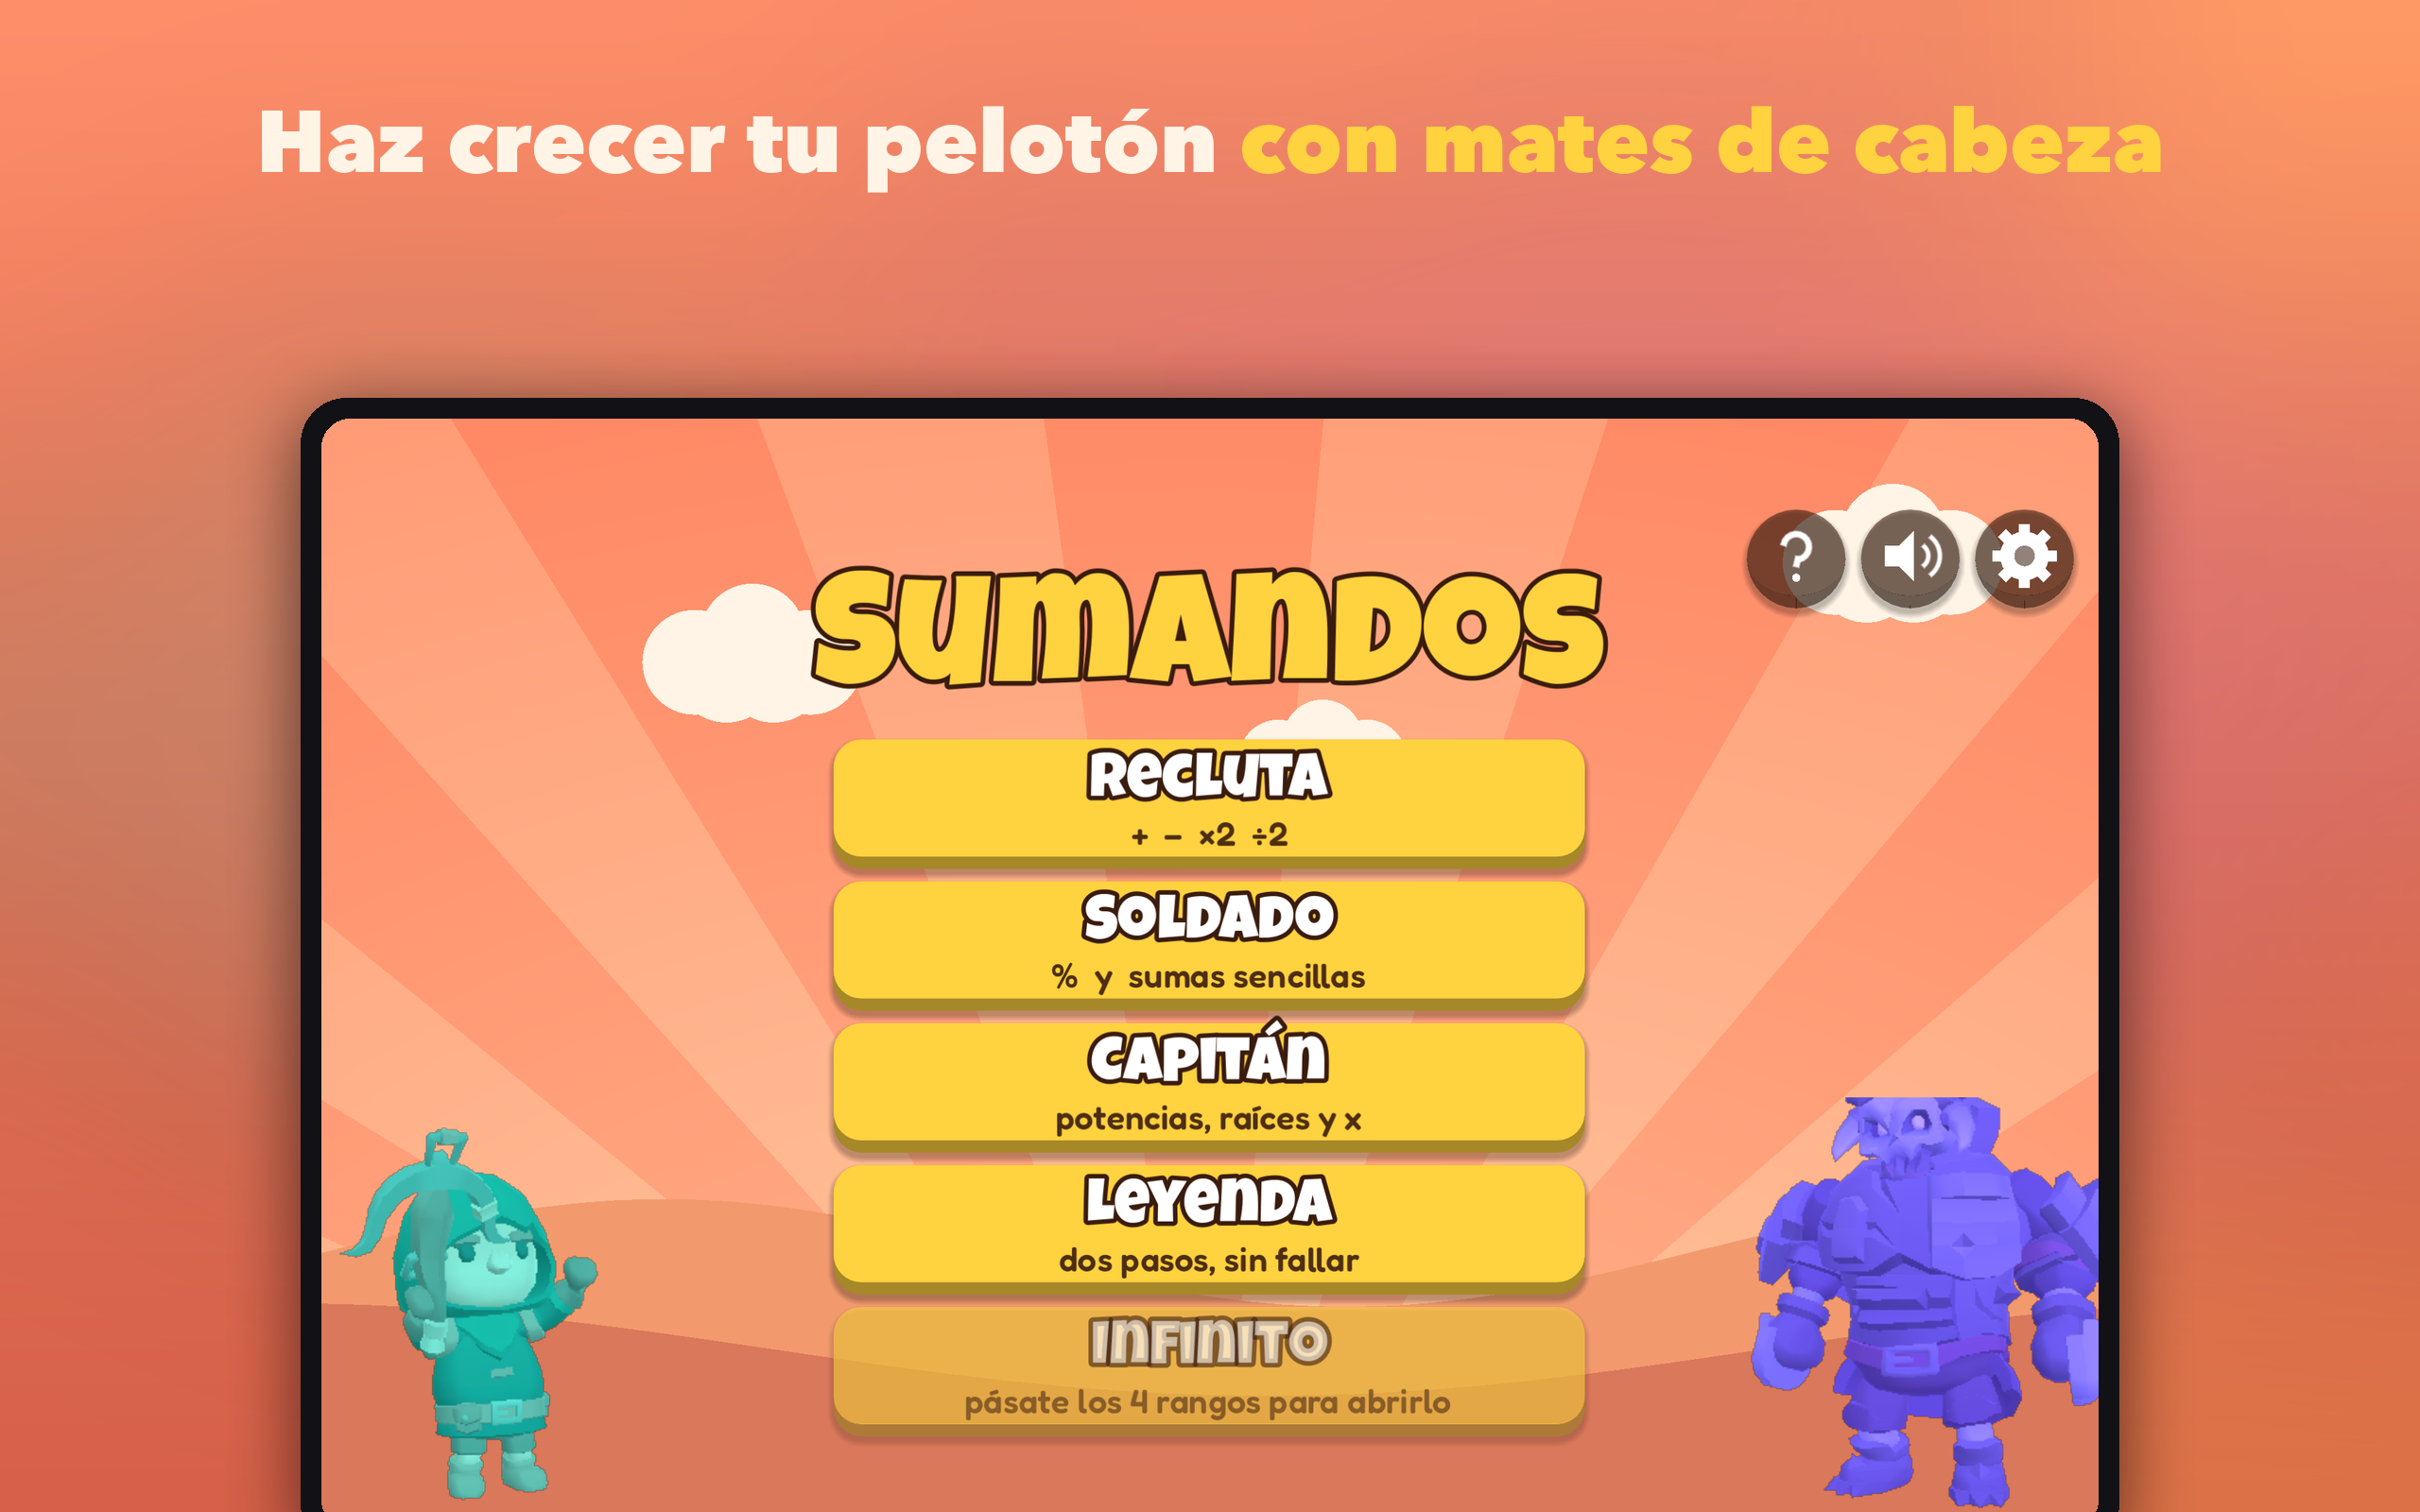 Haz crecer tu pelotón con mates de cabeza
?
SUMANDOS
RECLUTA
+ − ×2 ÷2
SOLDADO
% y sumas sencillas
CAPITÁN
potencias, raíces y x
LEYENDA
dos pasos, sin fallar
INFINITO
pásate los 4 rangos para abrirlo